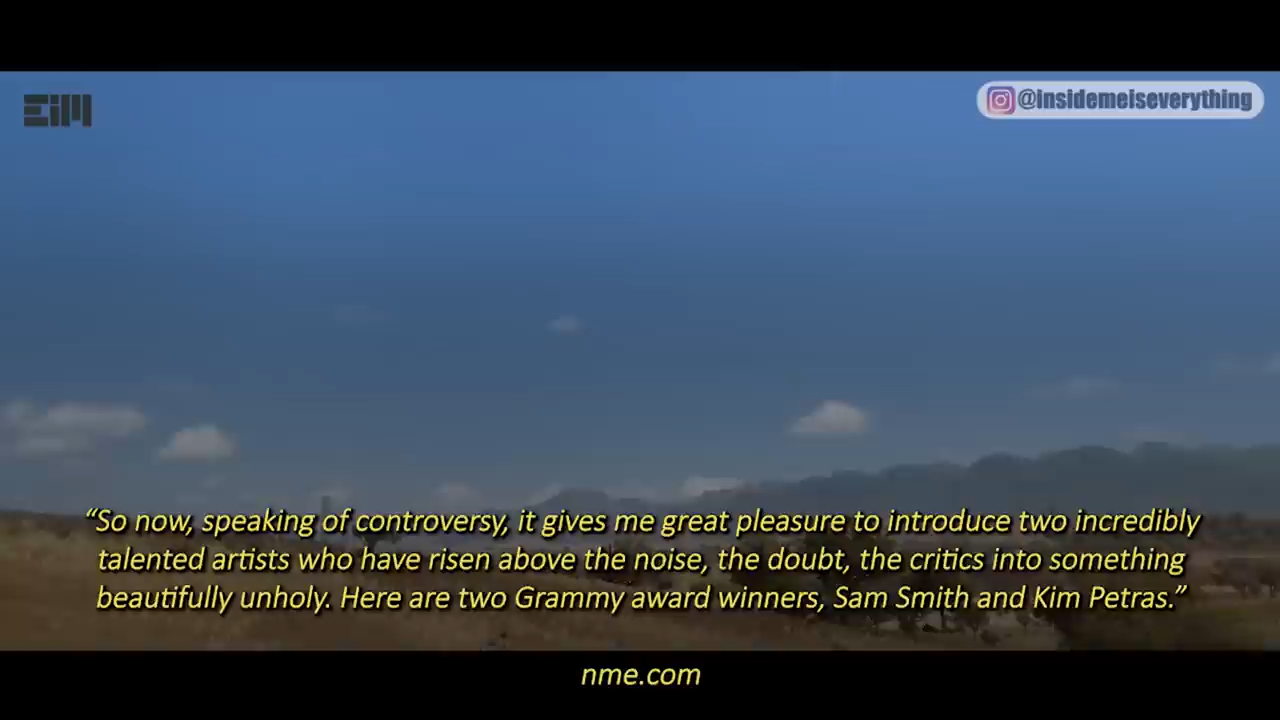 EiM
@insidemeiseverything
“So now, speaking of controversy, it gives me great pleasure to introduce two incredibly
talented artists who have risen above the noise, the doubt, the critics into something
beautifully unholy. Here are two Grammy award winners, Sam Smith and Kim Petras.”
nme.com